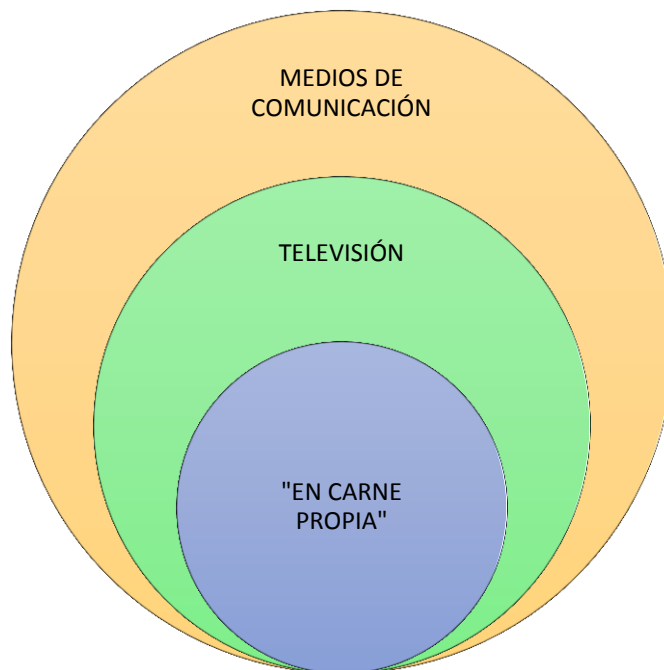 MEDIOS DE
COMUNICACIÓN
TELEVISIÓN
"EN CARNE
PROPIA"